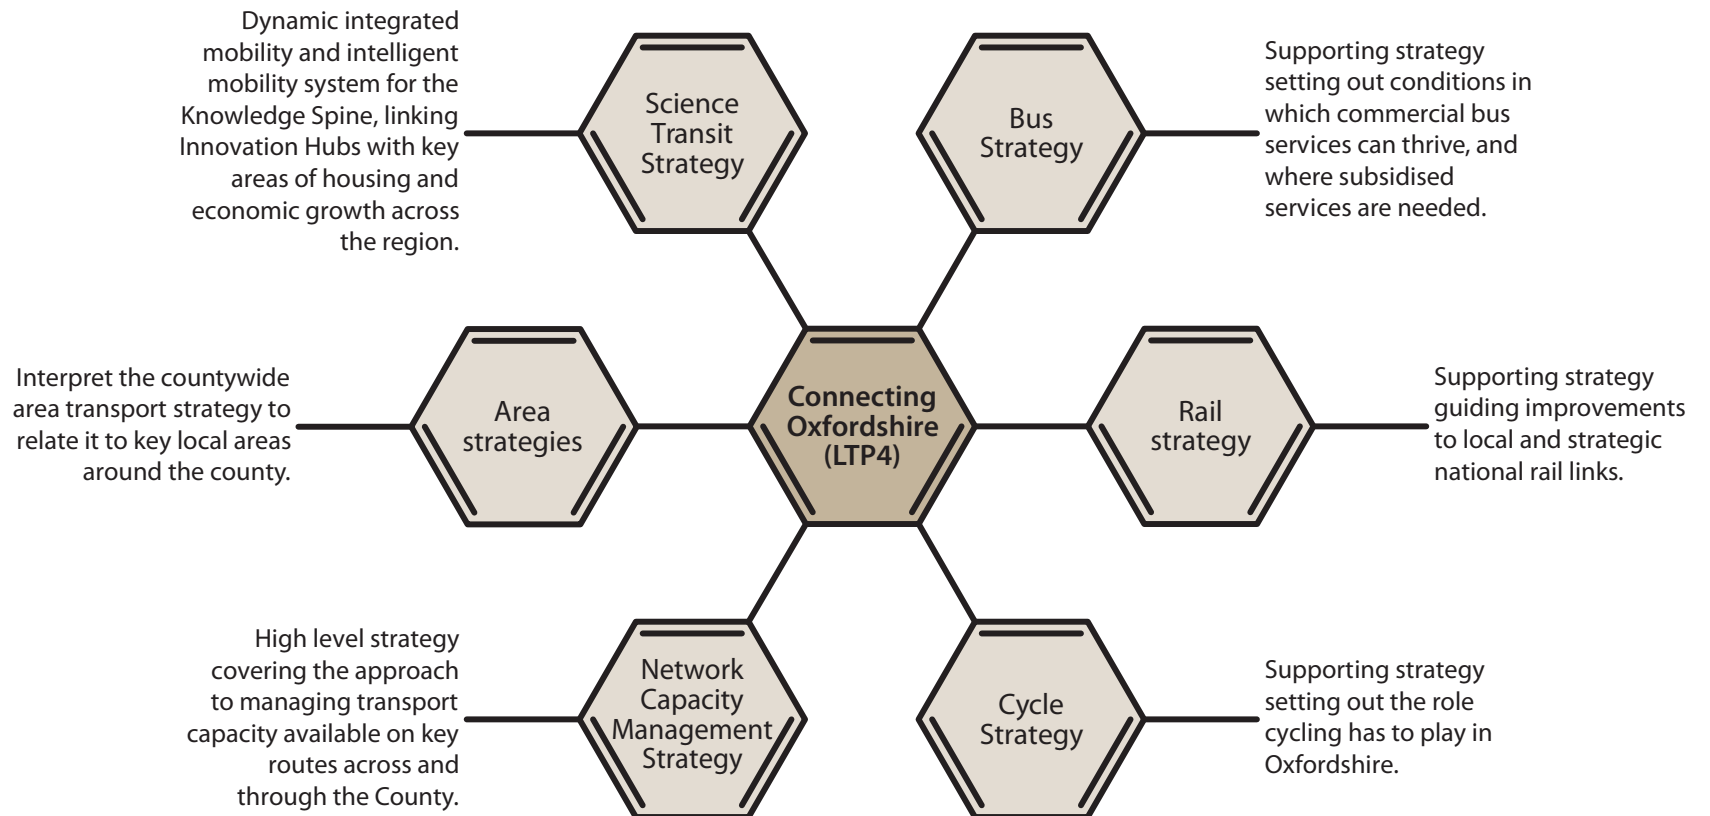 Dynamic integrated
mobility and intelligent
mobility system for the
Knowledge Spine, linking
Innovation Hubs with key
areas of housing and
economic growth across
the region.
Science
Transit
Strategy
Bus
Strategy
Supporting strategy
setting out conditions in
which commercial bus
services can thrive, and
where subsidised
services are needed.
Interpret the countywide
area transport strategy to
relate it to key local areas
around the county.
Area
strategies
Connecting
Oxfordshire
(LTP4)
Rail
strategy
Supporting strategy
guiding improvements
to local and strategic
national rail links.
High level strategy
covering the approach
to managing transport
capacity available on key
routes across and
through the County.
Network
Capacity
Management
Strategy
Cycle
Strategy
Supporting strategy
setting out the role
cycling has to play in
Oxfordshire.